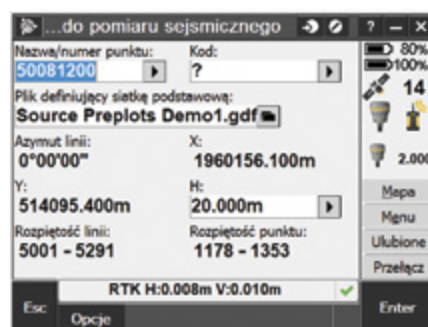 ...do pomiaru sejsmicznego
? – X
Nazwa/numer punktu: Kod:
50081200 ?
Plik definiujący siatkę podstawową:
Source Preplots Demo1.gdf
Azymut linii: X:
0°00'00" 1960156.100m
Y: H:
514095.400m 20.000m
Rozpiętość linii: Rozpiętość punktu:
5001 - 5291 1178 - 1353
RTK H:0.008m V:0.010m
Esc
Opcje
80%
100%
14
2.000
Mapa
Menu
Ulubione
Przełącz
Enter